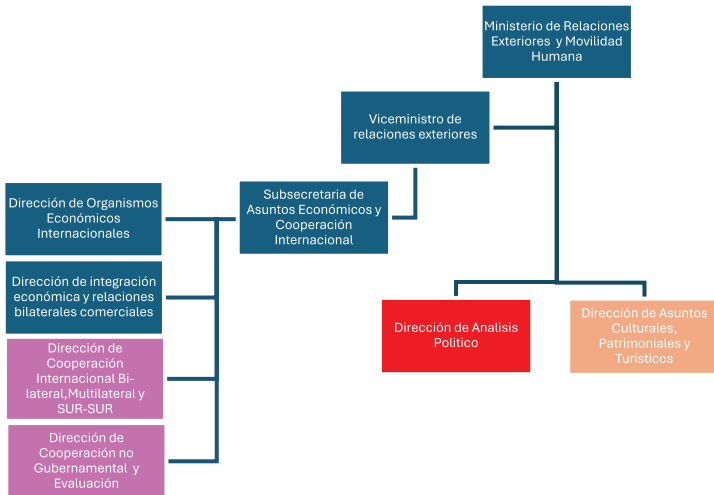 Ministerio de Relaciones
Exteriores y Movilidad
Humana
Viceministro de
relaciones exteriores
Subsecretaria de
Asuntos Económicos y
Cooperación
Internacional
Dirección de Organismos
Económicos
Internacionales
Dirección de integración
económica y relaciones
bilaterales comerciales
Dirección de
Cooperación
Internacional Bi-
lateral,Multilateral y
SUR-SUR
Dirección de
Cooperación no
Gubernamental y
Evaluación
Dirección de Analisis
Politico
Dirección de Asuntos
Culturales,
Patrimoniales y
Turisticos